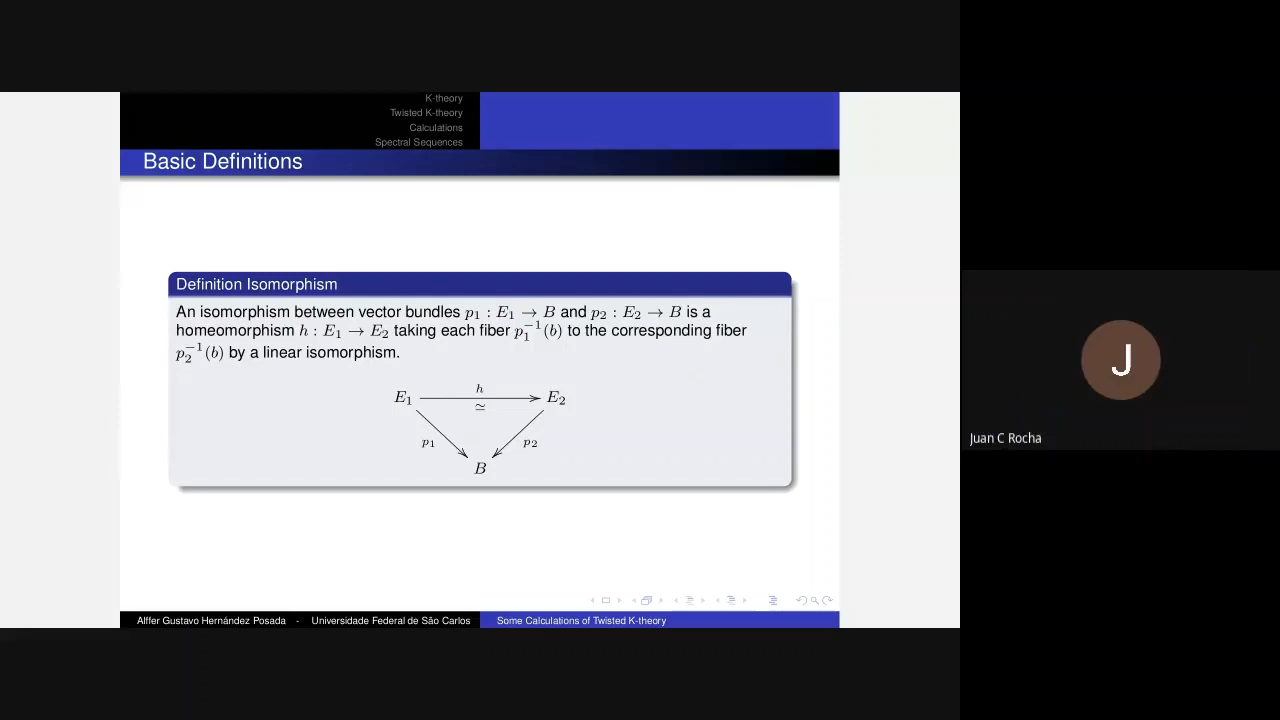 K-theory
Twisted K-theory
Calculations
Spectral Sequences
Basic Definitions
Definition Isomorphism
An isomorphism between vector bundles p₁ : E₁ → B and p₂ : E₂ → B is a
homeomorphism h : E₁ → E₂ taking each fiber p₁⁻¹(b) to the corresponding fiber
p₂⁻¹(b) by a linear isomorphism.
h
E₁ ≃ E₂
p₁ p₂
B
J
Juan C Rocha
Alffer Gustavo Hernández Posada - Universidade Federal de São Carlos Some Calculations of Twisted K-theory